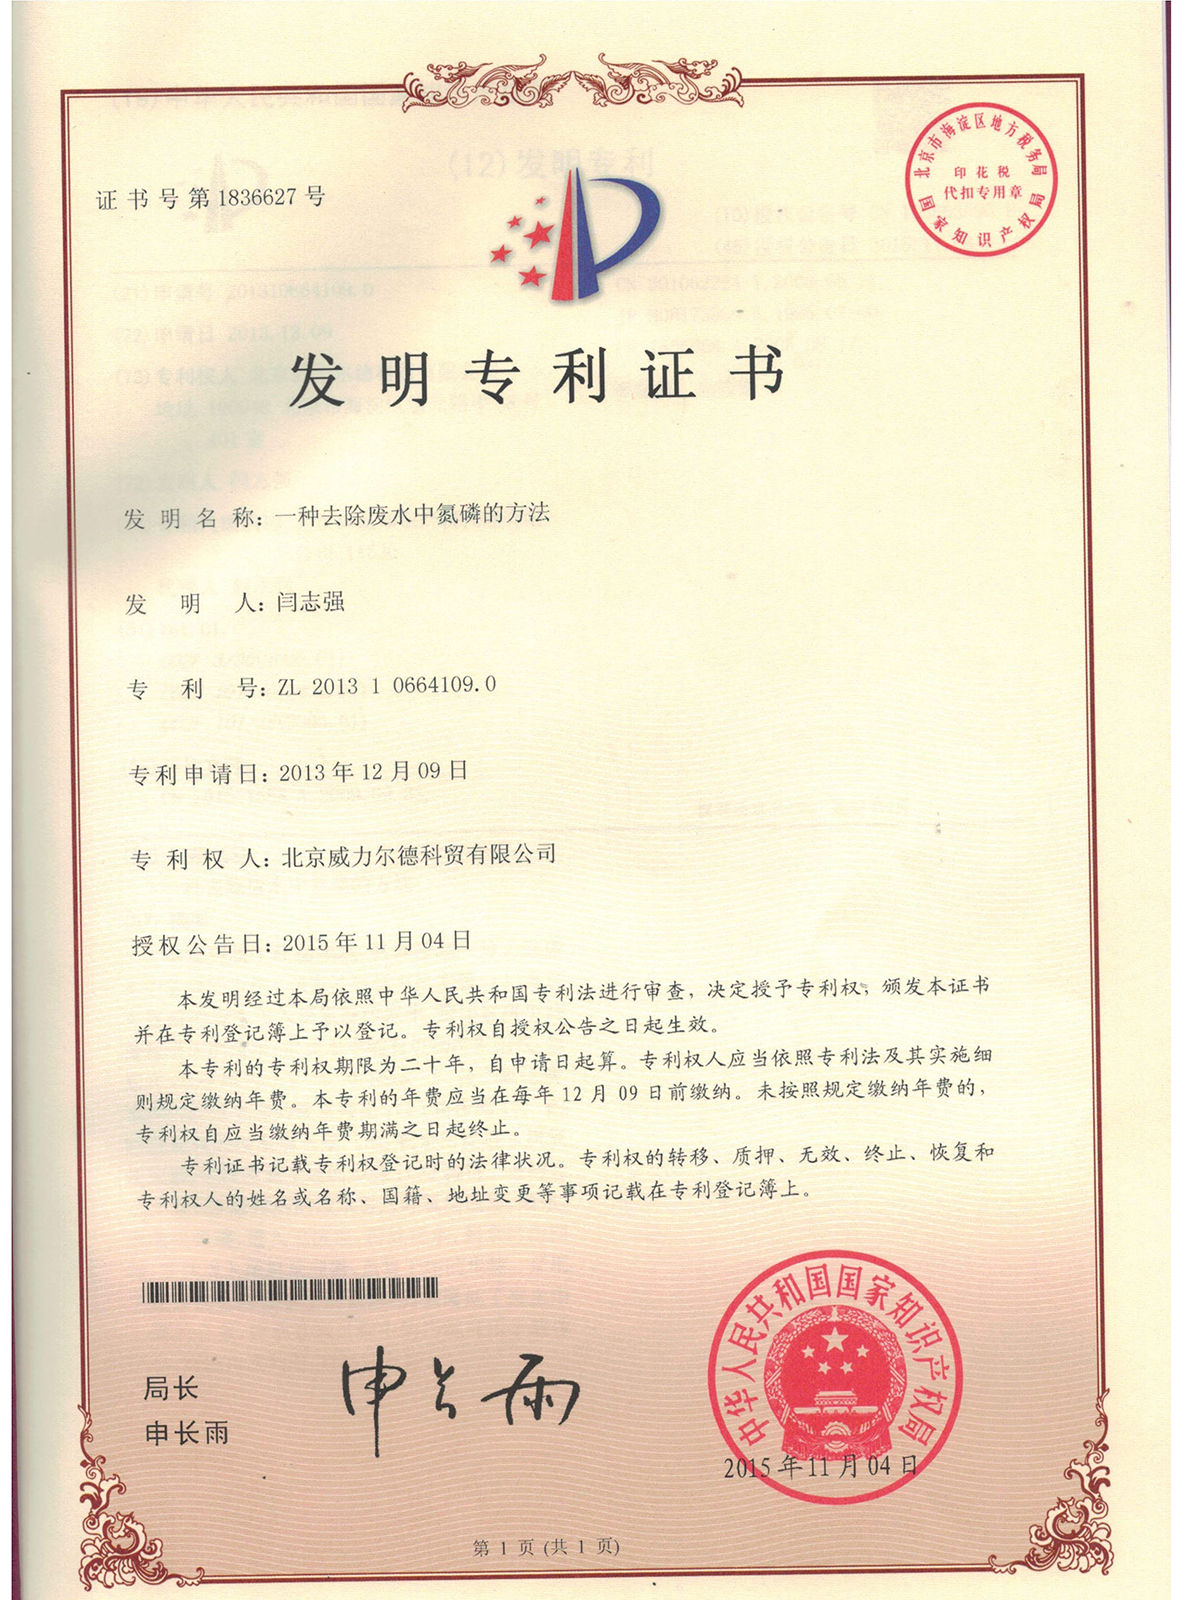 证书号第1836627号
北京市海淀区地方税务局
印花税
代扣专用章
国家知识产权局
发明专利证书
发明名称：一种去除废水中氮磷的方法
发明人：闫志强
专利号：ZL 2013 1 0664109.0
专利申请日：2013年12月09日
专利权人：北京威力尔德科贸有限公司
授权公告日：2015年11月04日
本发明经过本局依照中华人民共和国专利法进行审查，决定授予专利权，颁发本证书
并在专利登记簿上予以登记。专利权自授权公告之日起生效。
本专利的专利权期限为二十年，自申请日起算。专利权人应当依照专利法及其实施细
则规定缴纳年费。本专利的年费应当在每年12月09日前缴纳。未按照规定缴纳年费的，
专利权自应当缴纳年费期满之日起终止。
专利证书记载专利权登记时的法律状况。专利权的转移、质押、无效、终止、恢复和
专利权人的姓名或名称、国籍、地址变更等事项记载在专利登记簿上。
局长
申长雨
申长雨
中华人民共和国国家知识产权局
2015年11月04日
第1页(共1页)